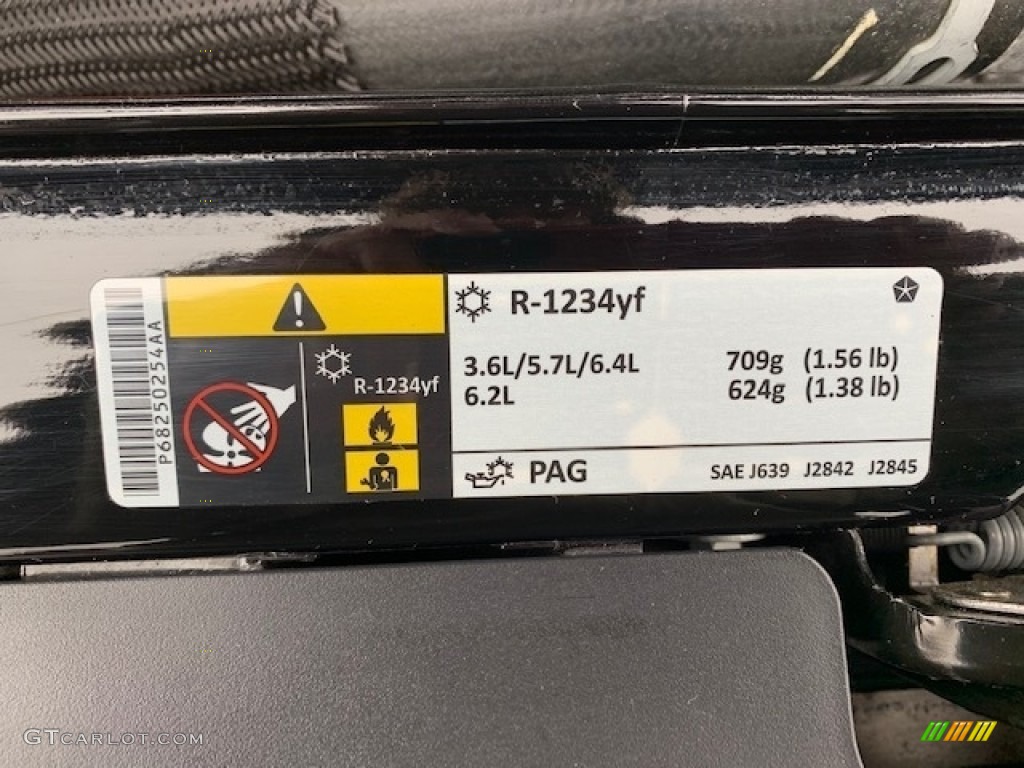 P68250254AA
R-1234yf
R-1234yf
3.6L/5.7L/6.4L 709g (1.56 lb)
6.2L 624g (1.38 lb)
PAG SAE J639 J2842 J2845
GTCARLOT.COM